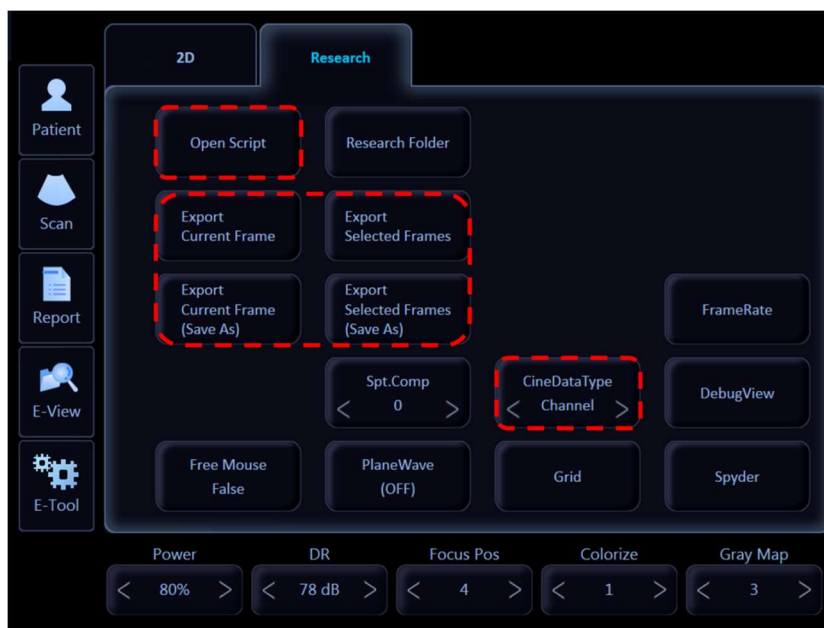 2D
Research
Patient
Scan
Report
E-View
E-Tool
Open Script
Research Folder
Export
Current Frame
Export
Selected Frames
Export
Current Frame
(Save As)
Export
Selected Frames
(Save As)
FrameRate
Spt.Comp
< 0 >
CineDataType
< Channel >
DebugView
Free Mouse
False
PlaneWave
(OFF)
Grid
Spyder
Power
< 80% >
DR
< 78 dB >
Focus Pos
< 4 >
Colorize
< 1 >
Gray Map
< 3 >